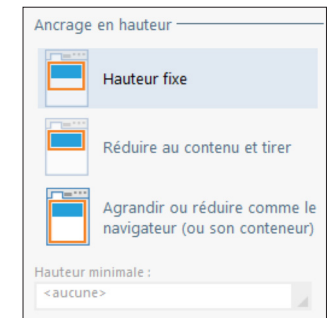 Ancrage en hauteur
Hauteur fixe
Réduire au contenu et tirer
Agrandir ou réduire comme le
navigateur (ou son conteneur)
Hauteur minimale :
<aucune>